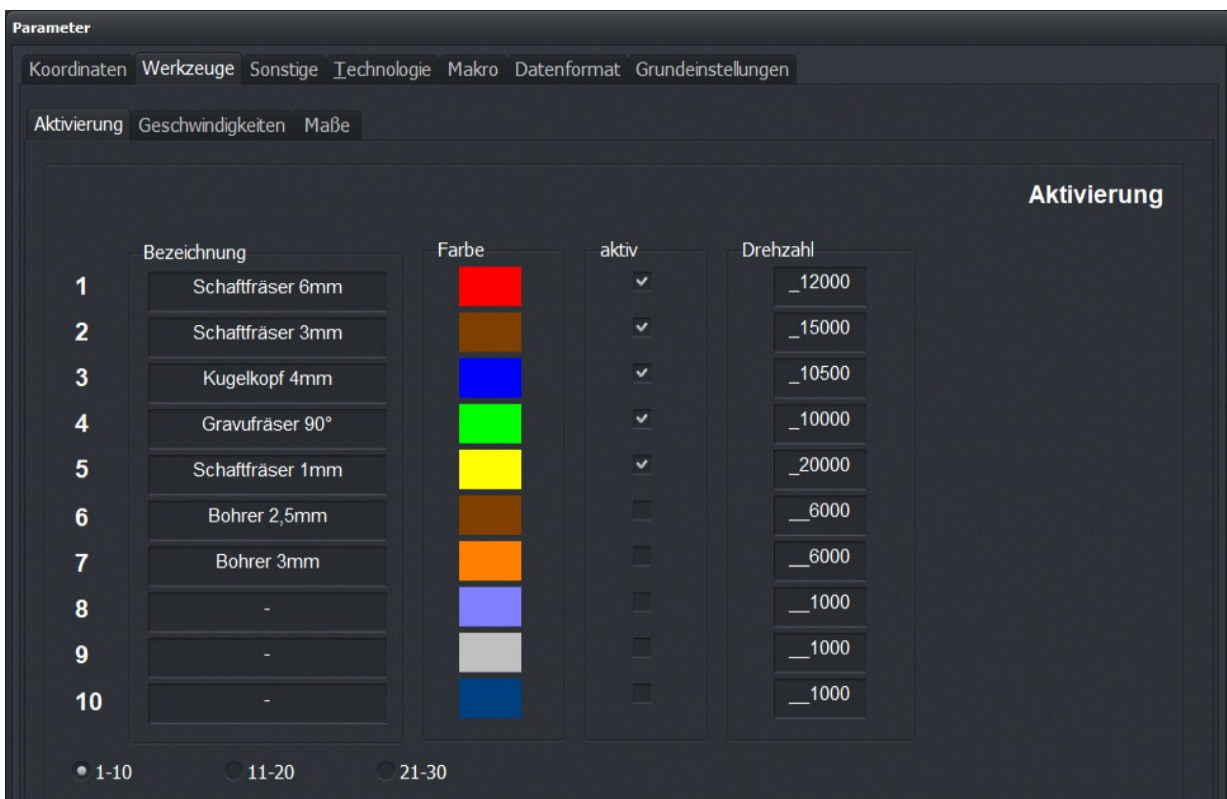 Parameter
Koordinaten Werkzeuge Sonstige Technologie Makro Datenformat Grundeinstellungen
Aktivierung Geschwindigkeiten Maße
Aktivierung
Bezeichnung Farbe aktiv Drehzahl
1 Schaftfräser 6mm _12000
2 Schaftfräser 3mm _15000
3 Kugelkopf 4mm _10500
4 Gravufräser 90° _10000
5 Schaftfräser 1mm _20000
6 Bohrer 2,5mm __6000
7 Bohrer 3mm __6000
8 - __1000
9 - __1000
10 - __1000
1-10 11-20 21-30